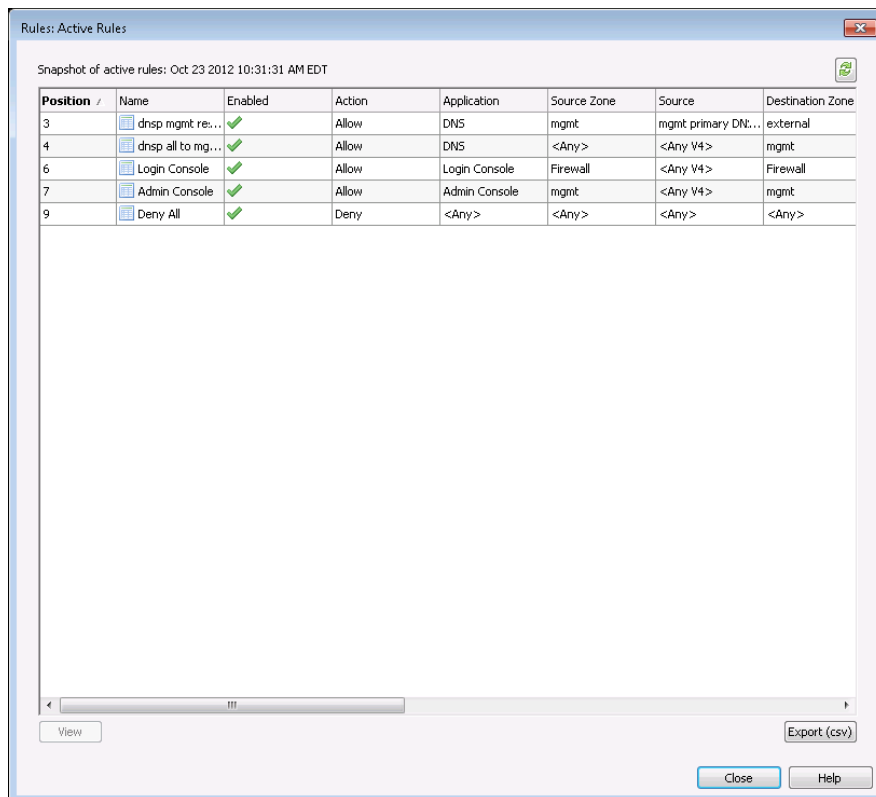 Rules: Active Rules
Snapshot of active rules: Oct 23 2012 10:31:31 AM EDT
Position / Name Enabled Action Application Source Zone Source Destination Zone
3 dnsp mgmt re:... Allow DNS mgmt mgmt primary DN:... external
4 dnsp all to mg... Allow DNS <Any> <Any V4> mgmt
6 Login Console Allow Login Console Firewall <Any V4> Firewall
7 Admin Console Allow Admin Console mgmt <Any V4> mgmt
9 Deny All Deny <Any> <Any> <Any> <Any>
View Export (csv)
Close Help